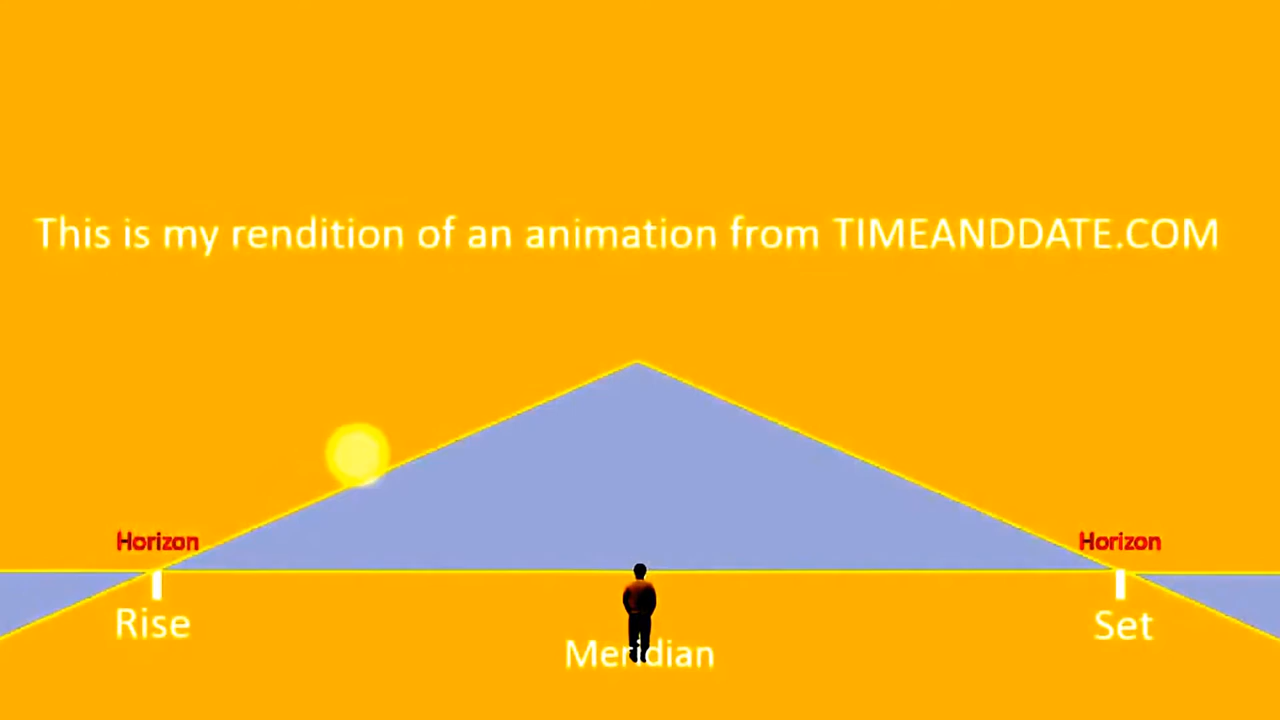 This is my rendition of an animation from TIMEANDDATE.COM
Horizon
Horizon
Rise
Set
Meridian